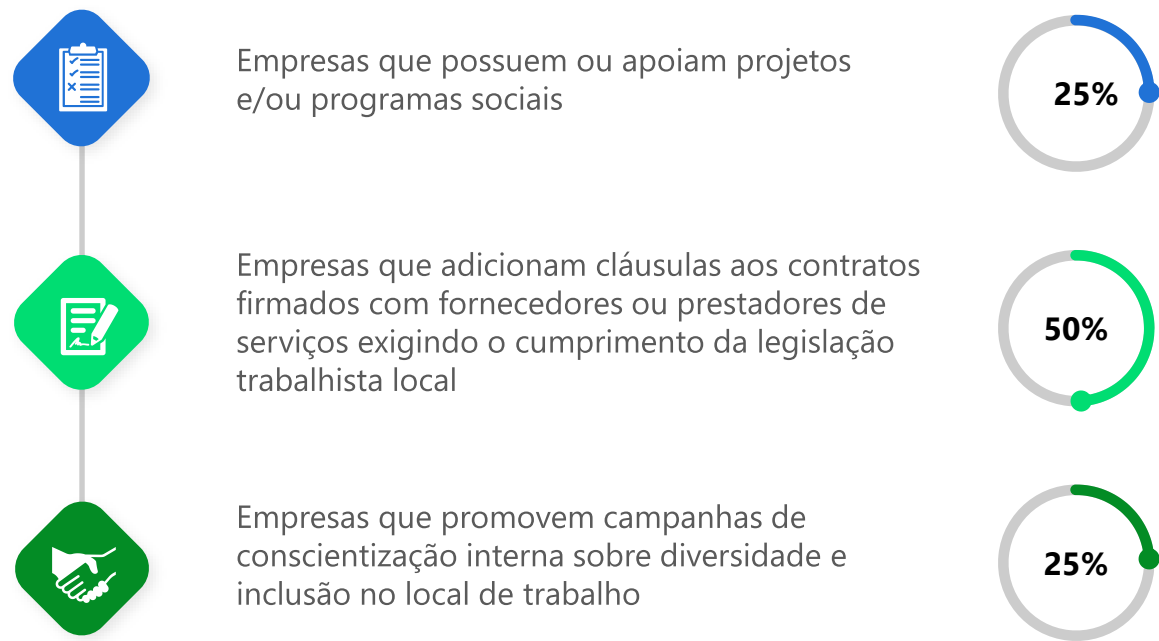 Empresas que possuem ou apoiam projetos
e/ou programas sociais
25%
Empresas que adicionam cláusulas aos contratos
firmados com fornecedores ou prestadores de
serviços exigindo o cumprimento da legislação
trabalhista local
50%
Empresas que promovem campanhas de
conscientização interna sobre diversidade e
inclusão no local de trabalho
25%